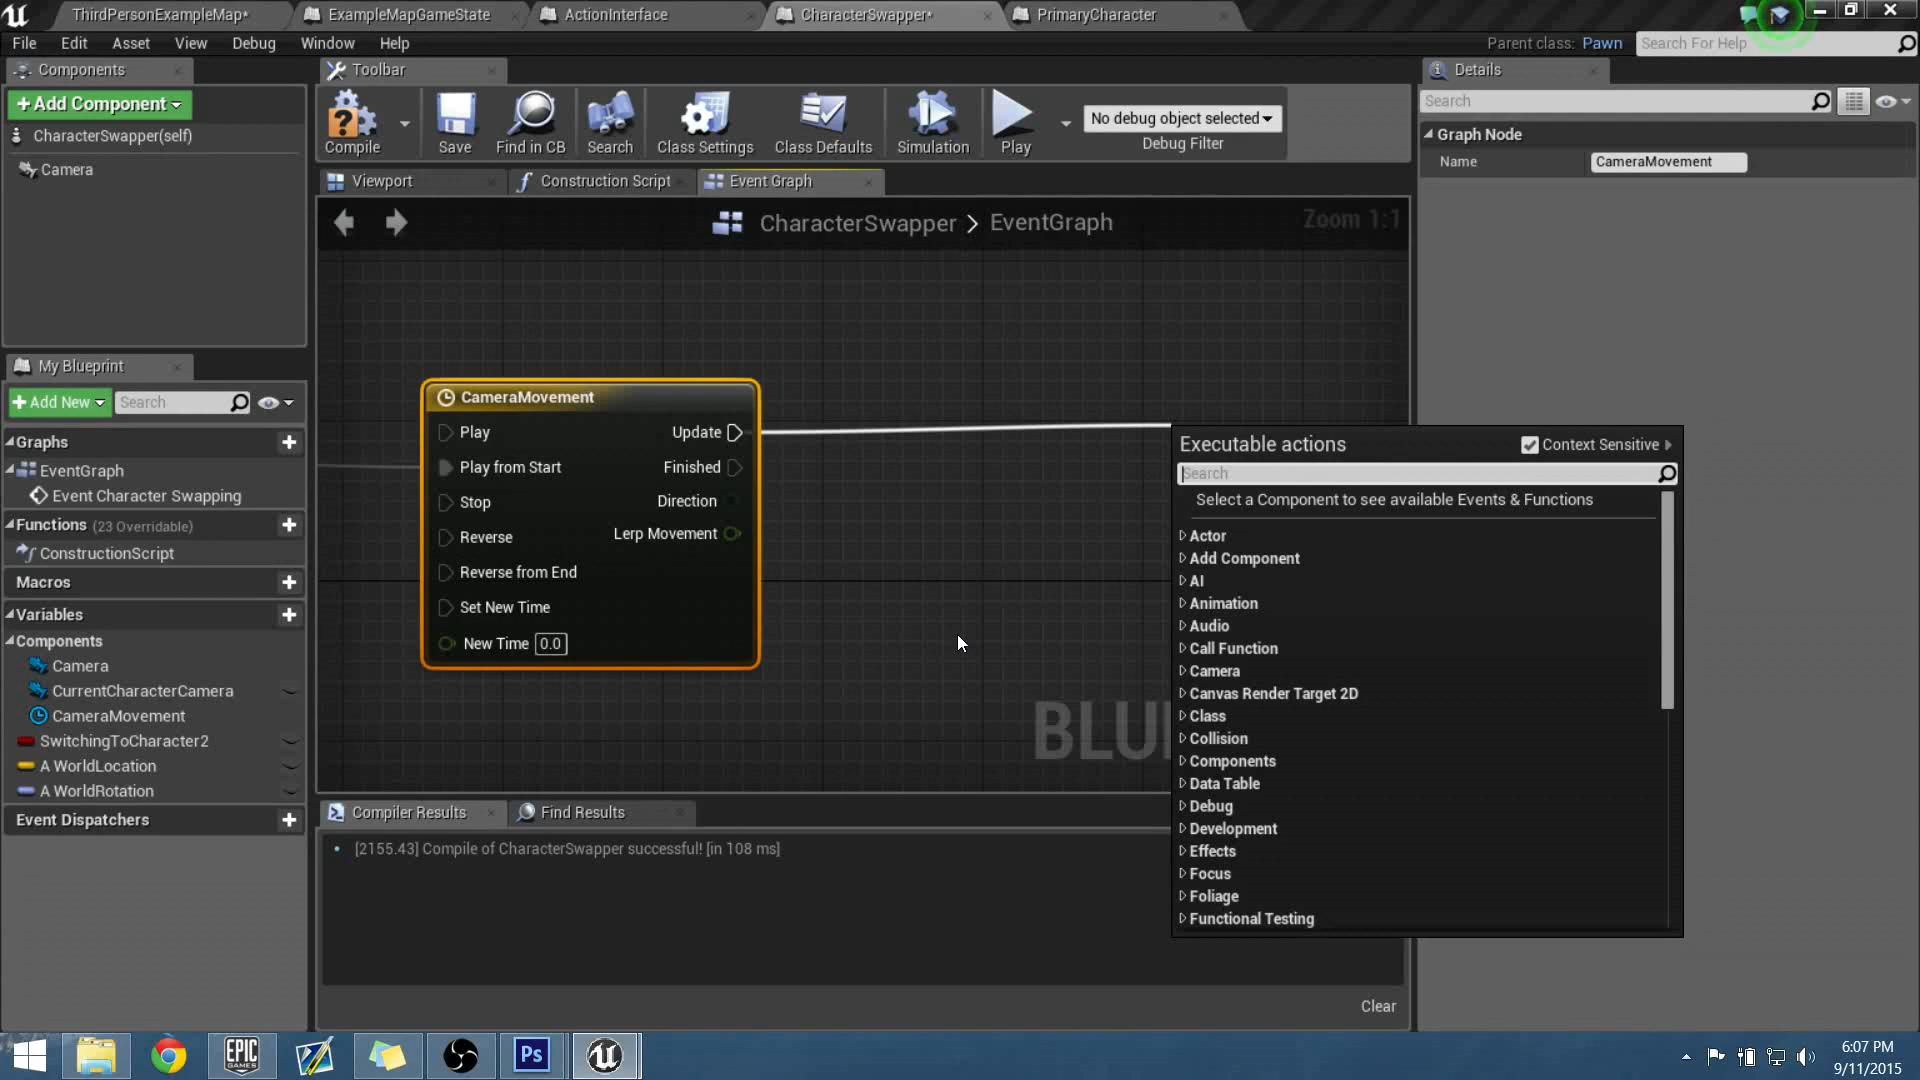 ThirdPersonExampleMap*
ExampleMapGameState
ActionInterface
CharacterSwapper*
PrimaryCharacter
File Edit Asset View Debug Window Help
Parent class: Pawn
Search For Help
Components
Toolbar
Details
Add Component
Search
CharacterSwapper(self)
Camera
Compile
Save
Find in CB
Search
Class Settings
Class Defaults
Simulation
Play
No debug object selected
Debug Filter
Graph Node
Name CameraMovement
Viewport
Construction Script
Event Graph
CharacterSwapper > EventGraph
Zoom 1:1
My Blueprint
Add New
Search
Graphs
EventGraph
Event Character Swapping
Functions (23 Overridable)
ConstructionScript
Macros
Variables
Components
Camera
CurrentCharacterCamera
CameraMovement
SwitchingToCharacter2
A WorldLocation
A WorldRotation
Event Dispatchers
CameraMovement
Play
Update
Play from Start
Finished
Stop
Direction
Reverse
Lerp Movement
Reverse from End
Set New Time
New Time 0.0
Executable actions
Context Sensitive
Search
Select a Component to see available Events & Functions
Actor
Add Component
AI
Animation
Audio
Call Function
Camera
Canvas Render Target 2D
Class
Collision
Components
Data Table
Debug
Development
Effects
Focus
Foliage
Functional Testing
Compiler Results
Find Results
[2155.43] Compile of CharacterSwapper successful! [in 108 ms]
Clear
EPIC
GAMES
Ps
6:07 PM
9/11/2015